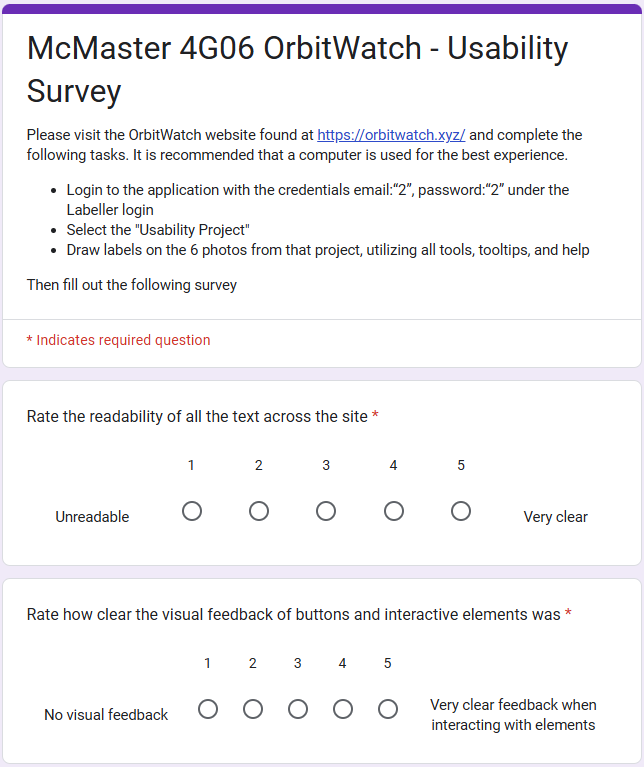 McMaster 4G06 OrbitWatch - Usability
Survey
Please visit the OrbitWatch website found at https://orbitwatch.xyz/ and complete the
following tasks. It is recommended that a computer is used for the best experience.
• Login to the application with the credentials email:“2”, password:“2” under the
Labeller login
• Select the "Usability Project"
• Draw labels on the 6 photos from that project, utilizing all tools, tooltips, and help
Then fill out the following survey
* Indicates required question
Rate the readability of all the text across the site *
1 2 3 4 5
Unreadable Very clear
Rate how clear the visual feedback of buttons and interactive elements was *
1 2 3 4 5
No visual feedback Very clear feedback when
interacting with elements